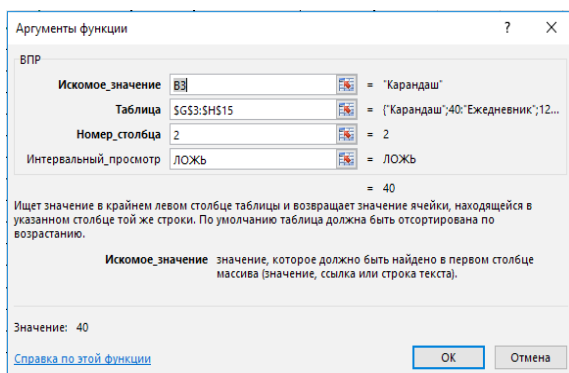 Аргументы функции ? X
ВПР
Искомое_значение B3 = "Карандаш"
Таблица $G$3:$H$15 = {"Карандаш";40:"Ежедневник";12...
Номер_столбца 2 = 2
Интервальный_просмотр ЛОЖЬ = ЛОЖЬ
= 40
Ищет значение в крайнем левом столбце таблицы и возвращает значение ячейки, находящейся в
указанном столбце той же строки. По умолчанию таблица должна быть отсортирована по
возрастанию.
Искомое_значение значение, которое должно быть найдено в первом столбце
массива (значение, ссылка или строка текста).
Значение: 40
Справка по этой функции ОК Отмена